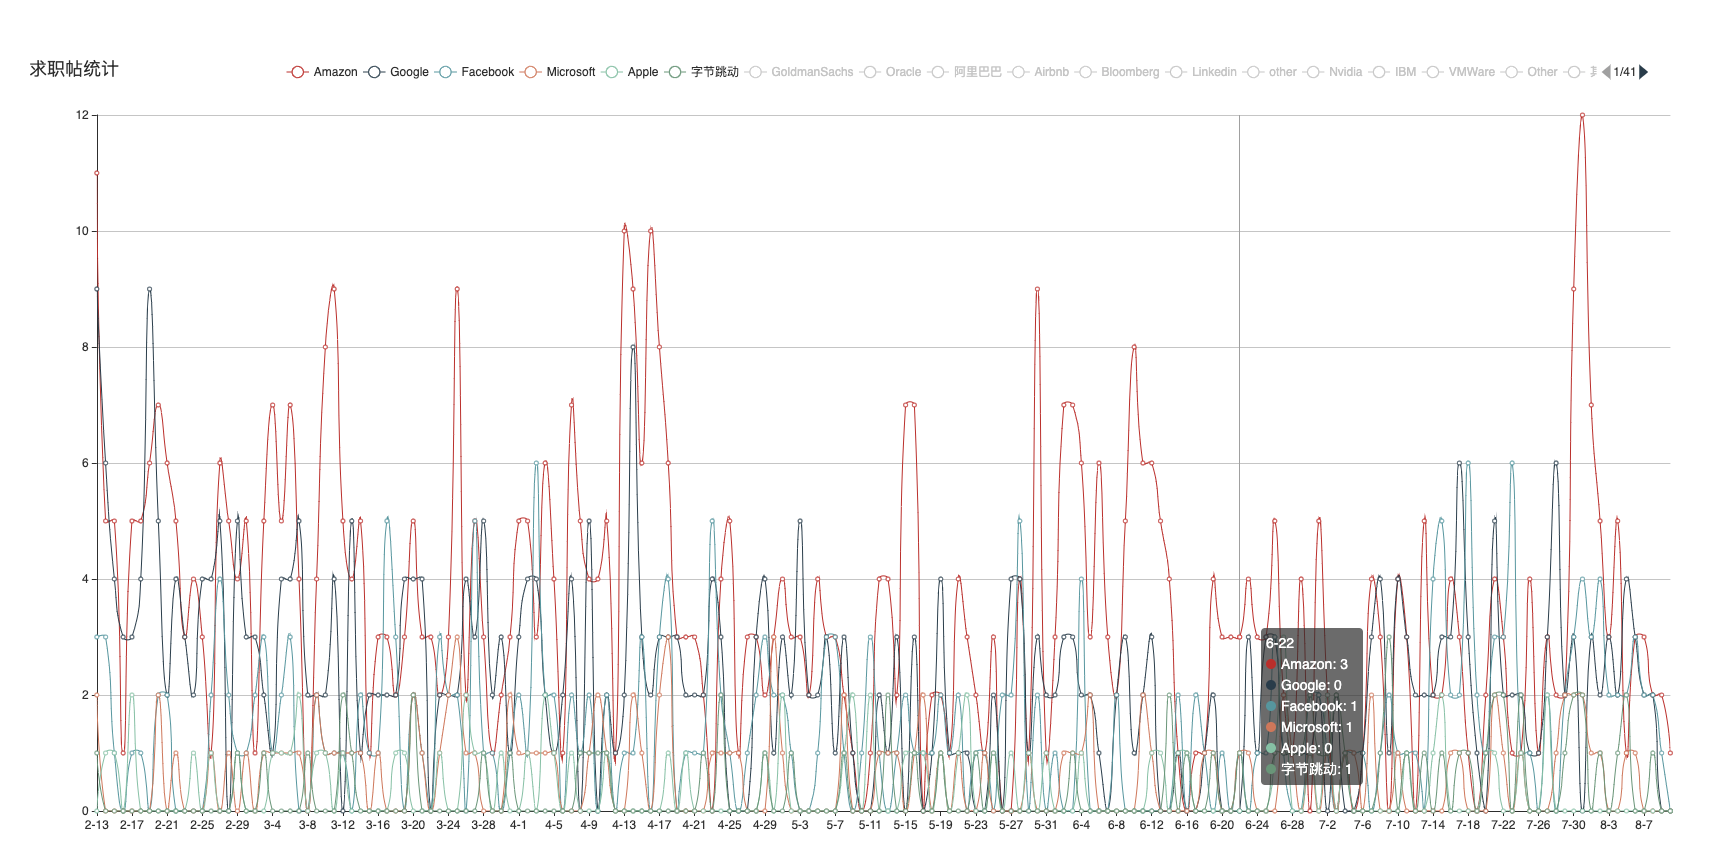 求职帖统计
Amazon Google Facebook Microsoft Apple 字节跳动 GoldmanSachs Oracle 阿里巴巴 Airbnb Bloomberg Linkedin other Nvidia IBM VMWare Other 1/41
12
10
8
6
4
2
0
6-22
Amazon: 3
Google: 0
Facebook: 1
Microsoft: 1
Apple: 0
字节跳动: 1
2-13 2-17 2-21 2-25 2-29 3-4 3-8 3-12 3-16 3-20 3-24 3-28 4-1 4-5 4-9 4-13 4-17 4-21 4-25 4-29 5-3 5-7 5-11 5-15 5-19 5-23 5-27 5-31 6-4 6-8 6-12 6-16 6-20 6-24 6-28 7-2 7-6 7-10 7-14 7-18 7-22 7-26 7-30 8-3 8-7